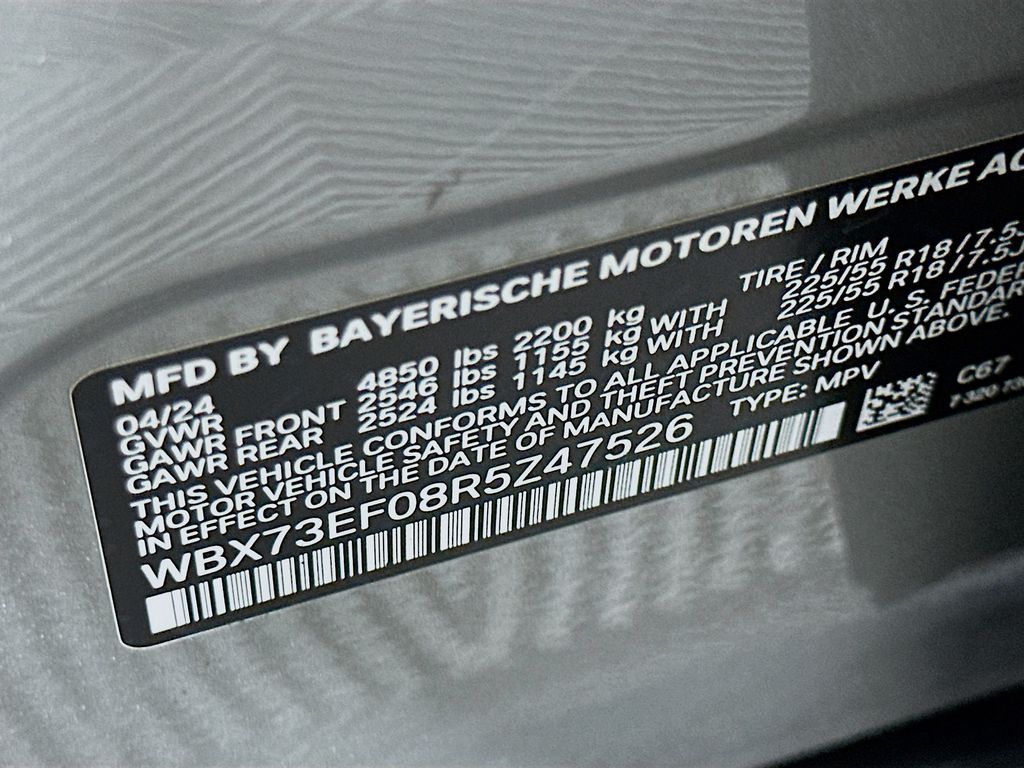 MFD BY BAYERISCHE MOTOREN WERKE AG
04/24 TIRE / RIM
GVWR 4850 lbs 2200 kg
GAWR FRONT 2546 lbs 1155 kg WITH 225/55 R18 / 7.5J
GAWR REAR 2524 lbs 1145 kg WITH 225/55 R18 / 7.5J
THIS VEHICLE CONFORMS TO ALL APPLICABLE U. S. FEDER
MOTOR VEHICLE SAFETY AND THEFT PREVENTION STANDAR
IN EFFECT ON THE DATE OF MANUFACTURE SHOWN ABOVE.
WBX73EF08R5Z47526 TYPE: MPV
C67